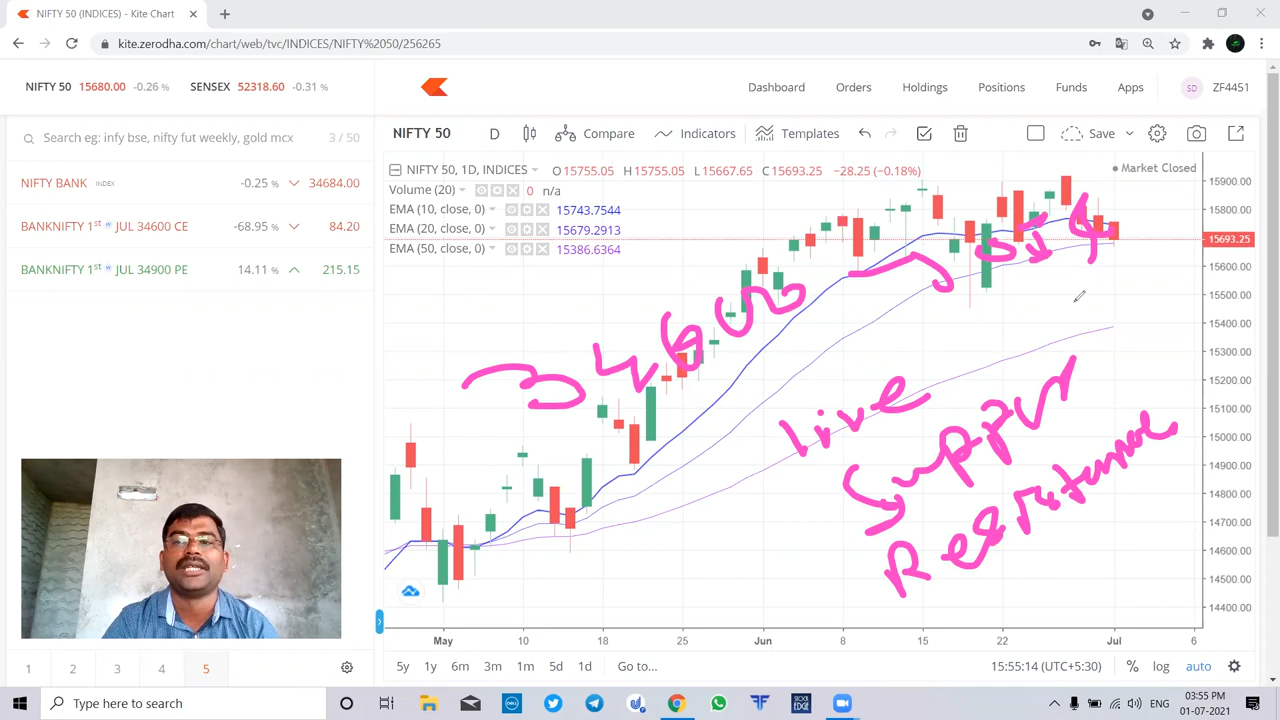 NIFTY 50 (INDICES) - Kite Chart
kite.zerodha.com/chart/web/tvc/INDICES/NIFTY%2050/256265
NIFTY 50 15680.00 -0.26 % SENSEX 52318.60 -0.31 %
Dashboard Orders Holdings Positions Funds Apps SD ZF4451
Search eg: infy bse, nifty fut weekly, gold mcx 3 / 50
NIFTY 50 D Compare Indicators Templates Save
NIFTY BANK INDEX -0.25 % 34684.00
BANKNIFTY 1st w JUL 34600 CE -68.95 % 84.20
BANKNIFTY 1st w JUL 34900 PE 14.11 % 215.15
NIFTY 50, 1D, INDICES O15755.05 H15755.05 L15667.65 C15693.25 -28.25 (-0.18%)
Market Closed
Volume (20) 0 n/a
EMA (10, close, 0) 15743.7544
EMA (20, close, 0) 15679.2913
EMA (50, close, 0) 15386.6364
15900.00
15800.00
15693.25
15600.00
15500.00
15400.00
15300.00
15200.00
15100.00
15000.00
14900.00
14800.00
14700.00
14600.00
14500.00
14400.00
live
May 10 18 25 Jun 8 15 22 Jul 6
5y 1y 6m 3m 1m 5d 1d Go to... 15:55:14 (UTC+5:30) % log auto
1 2 3 4 5
Type here to search
DELL
STOCK EDGE
ENG
03:55 PM
01-07-2021